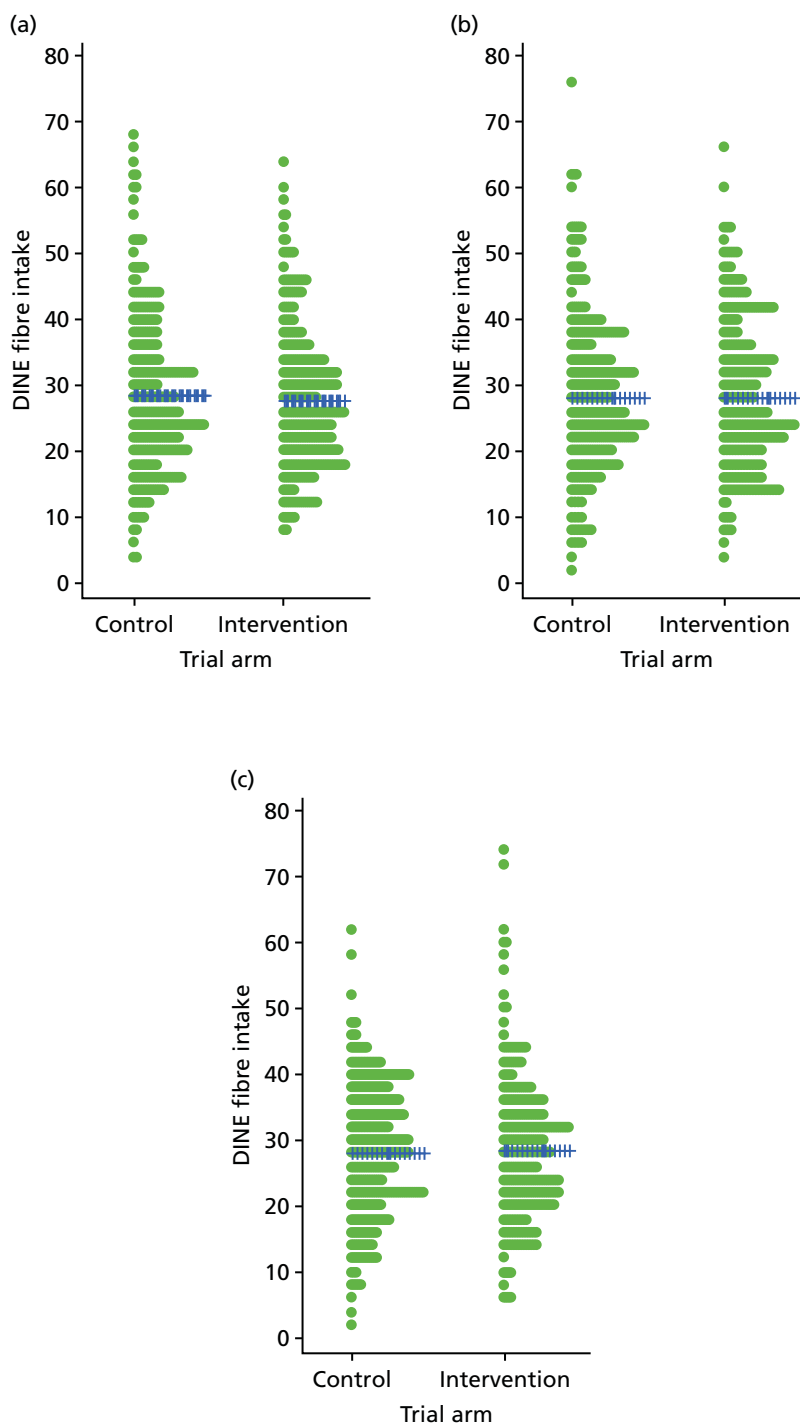 (a)
80
70
60
50
40
30
20
10
0
DINE fibre intake
Control Intervention
Trial arm
(b)
80
70
60
50
40
30
20
10
0
DINE fibre intake
Control Intervention
Trial arm
(c)
80
70
60
50
40
30
20
10
0
DINE fibre intake
Control Intervention
Trial arm